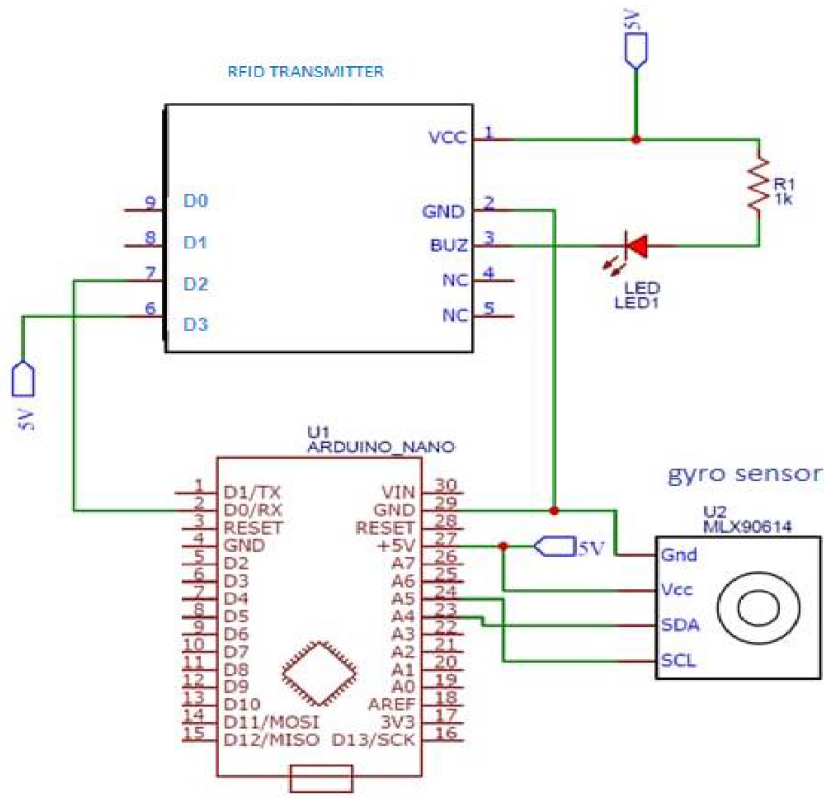 5V
RFID TRANSMITTER
VCC 1
9 D0
GND 2
8 D1
BUZ 3
7 D2
NC 4
6 D3
NC 5
R1
1k
LED
LED1
5V
U1
ARDUINO_NANO
1 D1/TX VIN 30
2 D0/RX GND 29
3 RESET RESET 28
4 GND +5V 27
5 D2 A7 26
6 D3 A6 25
7 D4 A5 24
8 D5 A4 23
9 D6 A3 22
10 D7 A2 21
11 D8 A1 20
12 D9 A0 19
13 D10 AREF 18
14 D11/MOSI 3V3 17
15 D12/MISO D13/SCK 16
5V
gyro sensor
U2
MLX90614
Gnd
Vcc
SDA
SCL